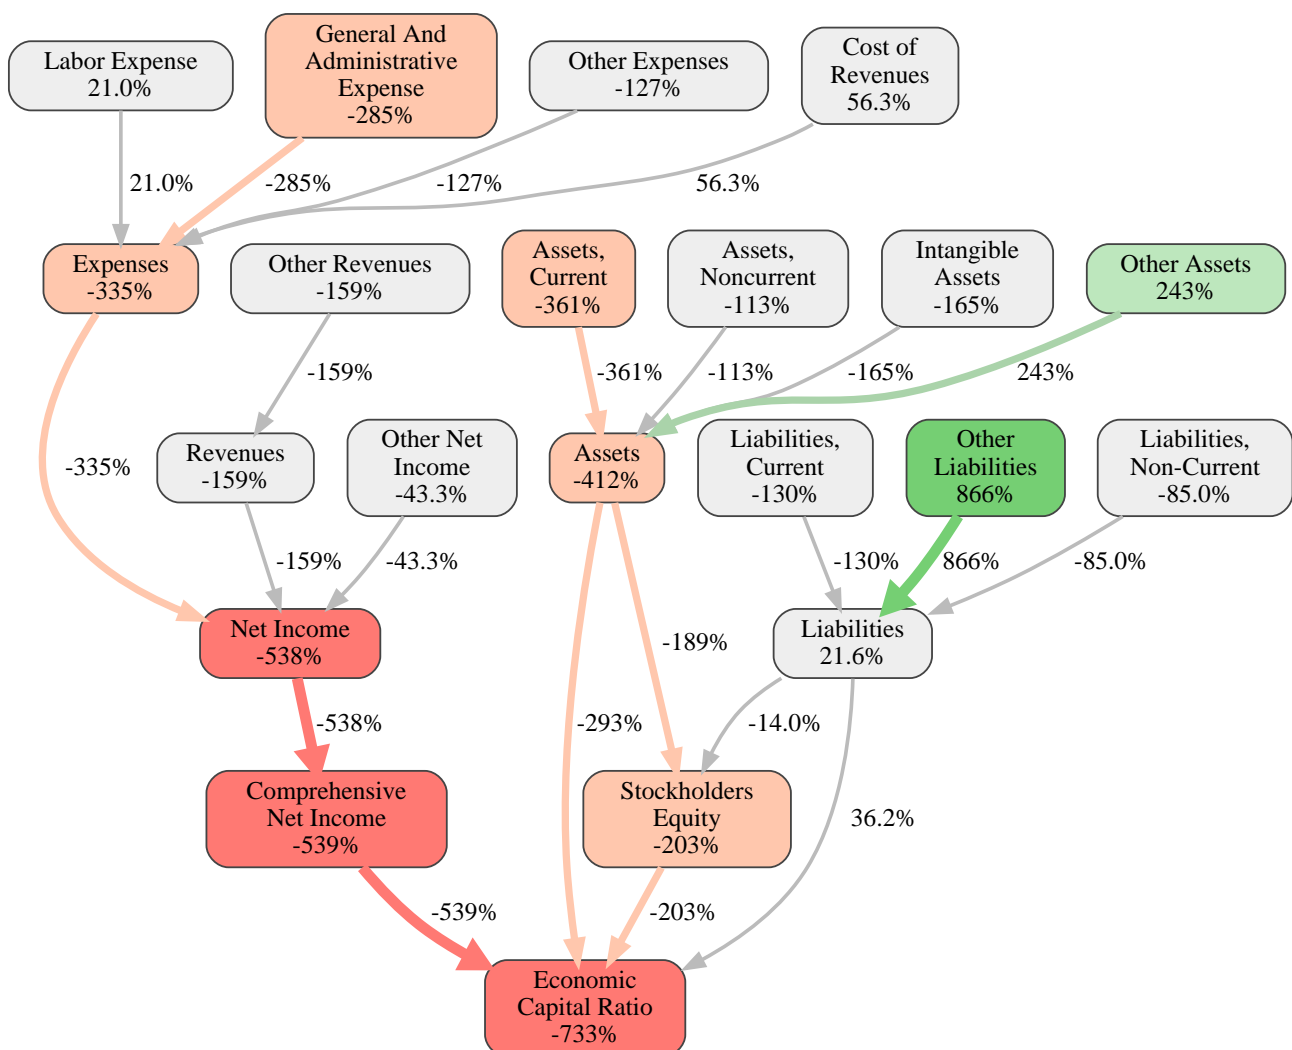 Labor Expense
21.0%
General And
Administrative
Expense
-285%
Other Expenses
-127%
Cost of
Revenues
56.3%
21.0%
-285%
-127%
56.3%
Expenses
-335%
Other Revenues
-159%
Assets,
Current
-361%
Assets,
Noncurrent
-113%
Intangible
Assets
-165%
Other Assets
243%
-159%
-361%
-113%
-165%
243%
-335%
Revenues
-159%
Other Net
Income
-43.3%
Assets
-412%
Liabilities,
Current
-130%
Other
Liabilities
866%
Liabilities,
Non-Current
-85.0%
-159%
-43.3%
-130%
866%
-85.0%
Net Income
-538%
-189%
Liabilities
21.6%
-538%
-293%
-14.0%
Comprehensive
Net Income
-539%
Stockholders
Equity
-203%
36.2%
-539%
-203%
Economic
Capital Ratio
-733%